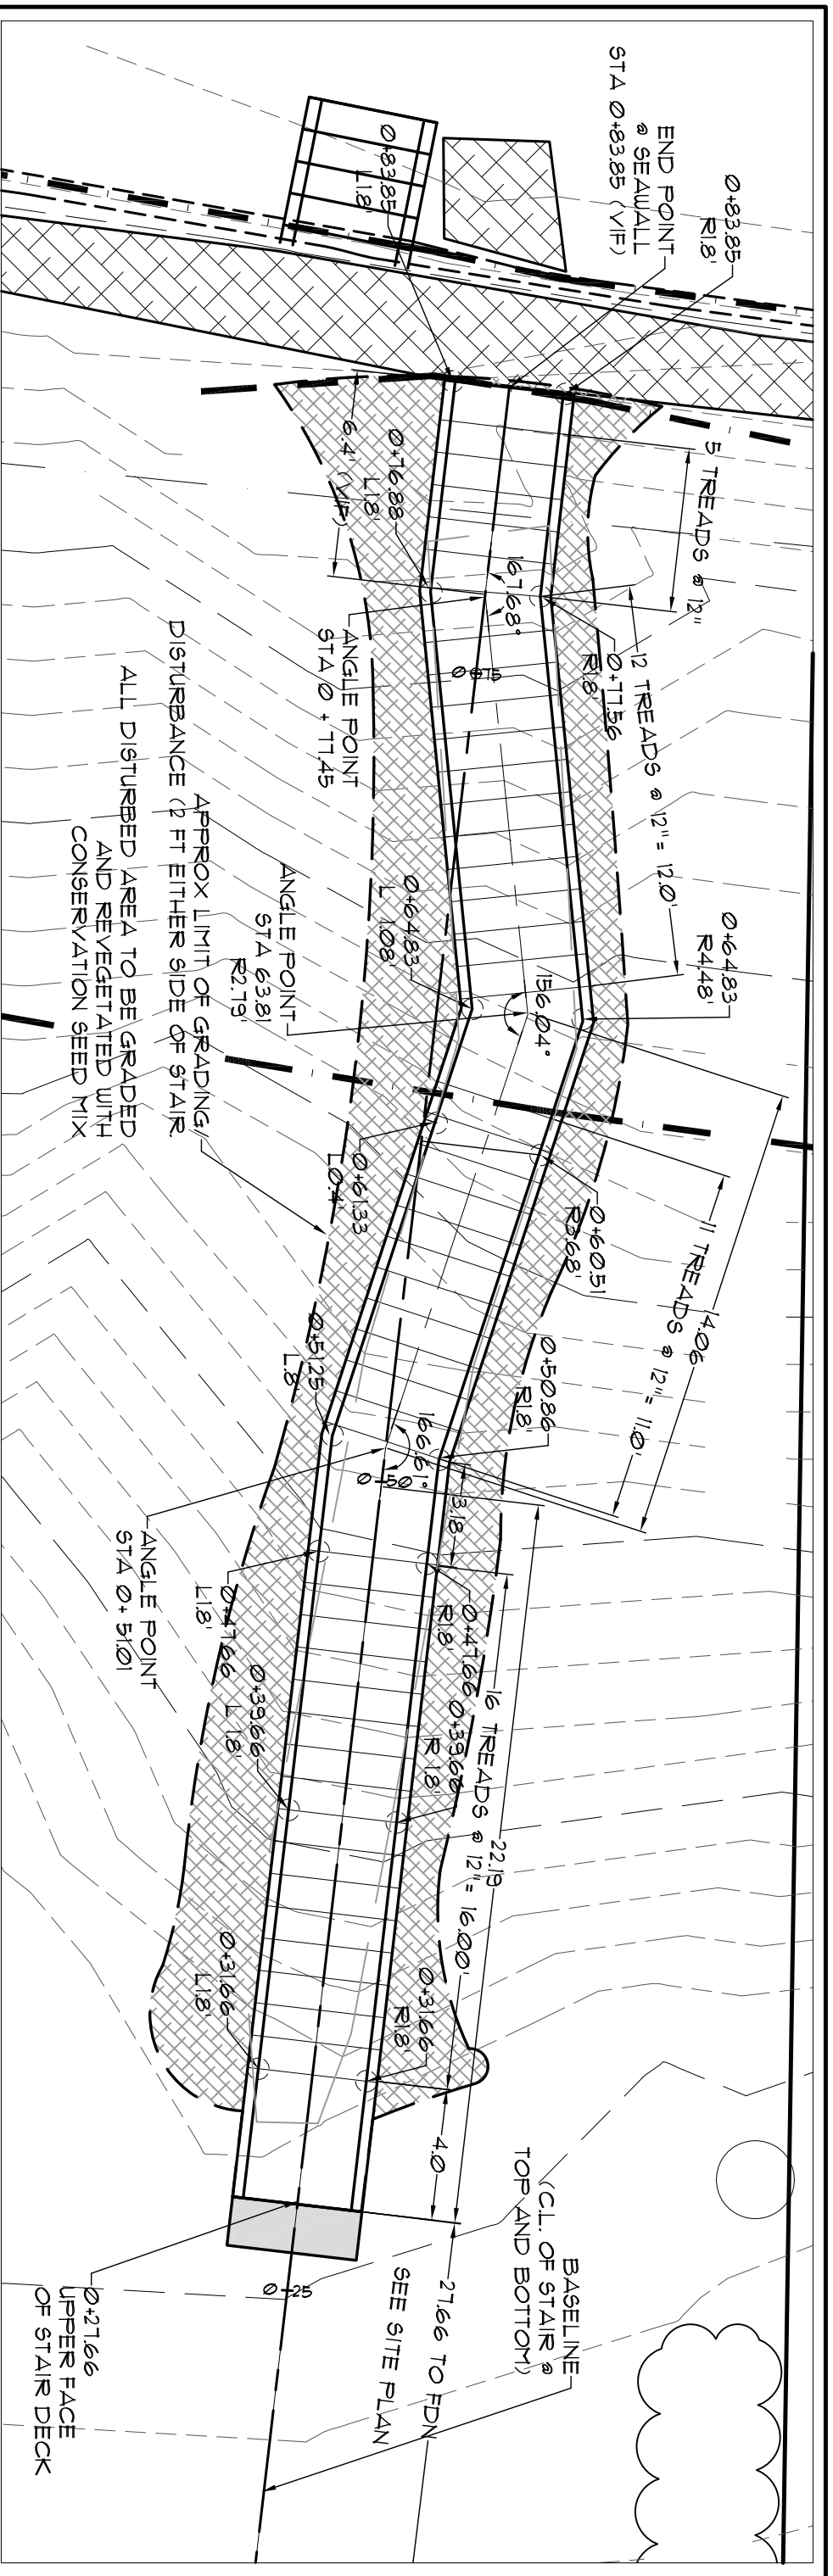 0+83.85
R1.8'
END POINT
@ SEAWALL
STA 0+83.85 (VIF)
0+83.85
L1.8'
5 TREADS @ 12"
6.4' (VIF)
0+76.88
L1.8'
167.68°
0+77.56
R1.8'
12 TREADS @ 12" = 12.0'
0+75
ANGLE POINT
STA 0 + 77.45
0+64.83
R4.48'
0+64.83
L 1.08'
156.04°
ANGLE POINT
STA 63.81
R2.79'
APPROX LIMIT OF GRADING
DISTURBANCE (2 FT EITHER SIDE OF STAIR.
ALL DISTURBED AREA TO BE GRADED
AND REVEGETATED WITH
CONSERVATION SEED MIX
14.06
11 TREADS @ 12" = 11.0'
0+60.51
R3.68'
0+61.33
L0.4'
0+50.86
R1.8'
0+51.25
L.8'
166.61°
0+50
3.18
ANGLE POINT
STA 0+ 51.01
0+47.66
R1.8'
0+47.66
L1.8'
0+39.66
R 1.8'
0+39.66
L 1.8'
22.19
16 TREADS @ 12" = 16.00'
0+31.66
R1.8'
0+31.66
L1.8'
4.0
BASELINE
(C.L. OF STAIR @
TOP AND BOTTOM)
27.66 TO FDN
SEE SITE PLAN
0+25
0+27.66
UPPER FACE
OF STAIR DECK